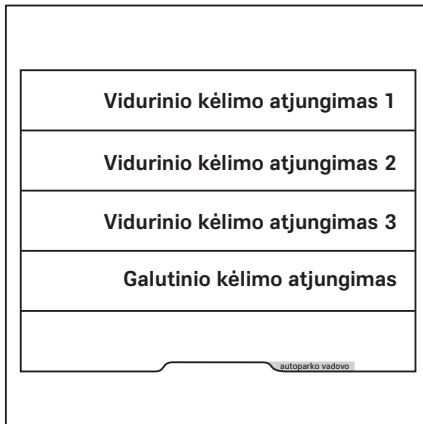 Vidurinio kėlimo atjungimas 1
Vidurinio kėlimo atjungimas 2
Vidurinio kėlimo atjungimas 3
Galutinio kėlimo atjungimas
autoparko vadovo